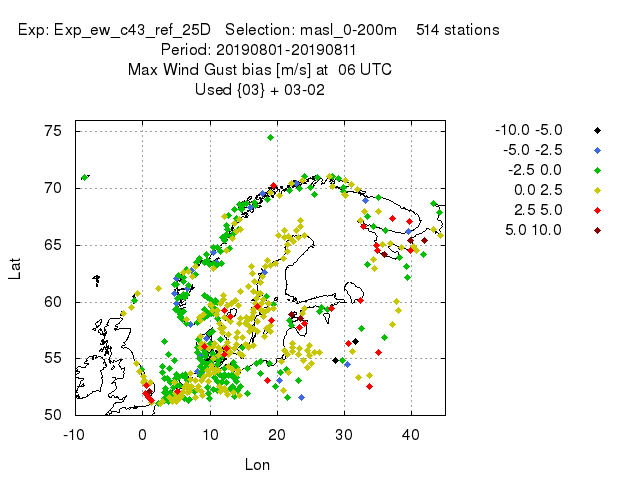 Exp: Exp_ew_c43_ref_25D Selection: masl_0-200m 514 stations
Period: 20190801-20190811
Max Wind Gust bias [m/s] at 06 UTC
Used {03} + 03-02
75
70
65
60
55
50
-10 0 10 20 30 40
Lat
Lon
-10.0 -5.0
-5.0 -2.5
-2.5 0.0
0.0 2.5
2.5 5.0
5.0 10.0